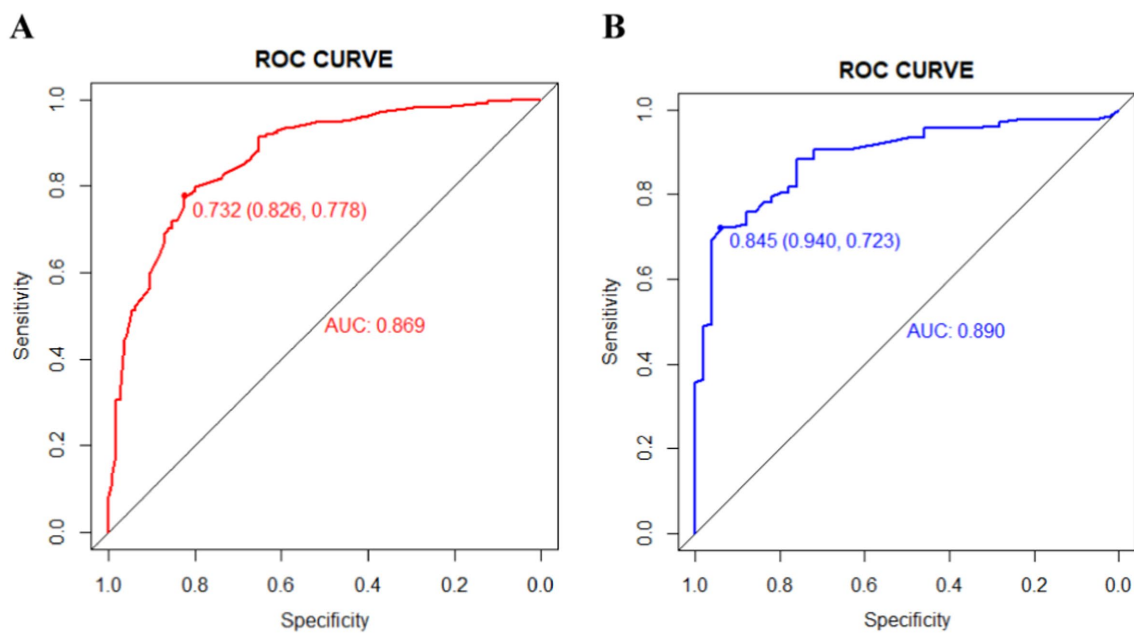 A
ROC CURVE
Sensitivity
1.0
0.8
0.6
0.4
0.2
0.0
0.732 (0.826, 0.778)
AUC: 0.869
1.0 0.8 0.6 0.4 0.2 0.0
Specificity
B
ROC CURVE
Sensitivity
1.0
0.8
0.6
0.4
0.2
0.0
0.845 (0.940, 0.723)
AUC: 0.890
1.0 0.8 0.6 0.4 0.2 0.0
Specificity